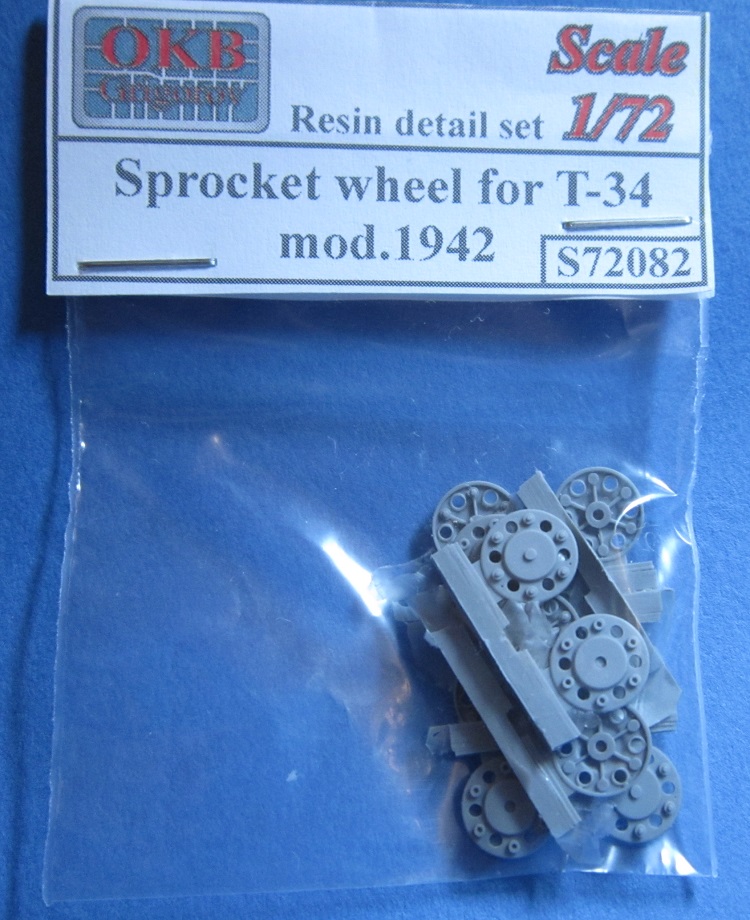 OKB
Grigorov
Scale
1/72
Resin detail set
Sprocket wheel for T-34
mod.1942
S72082